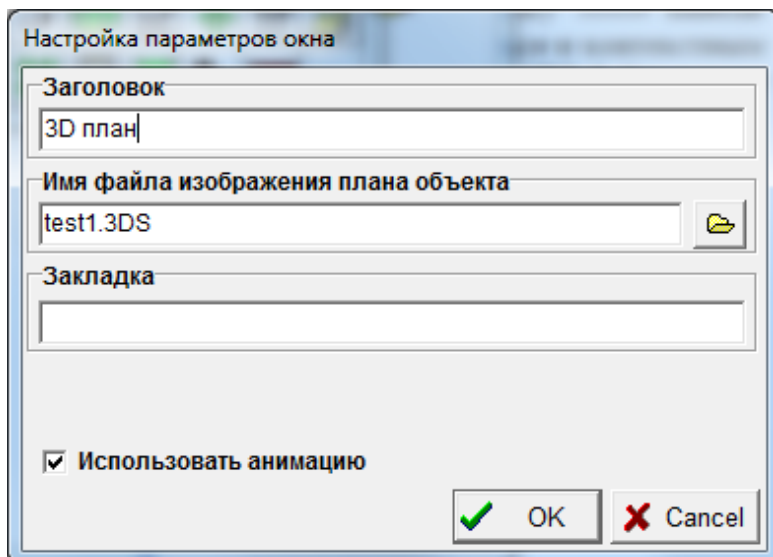 Настройка параметров окна
Заголовок
3D план
Имя файла изображения плана объекта
test1.3DS
Закладка
Использовать анимацию
OK Cancel